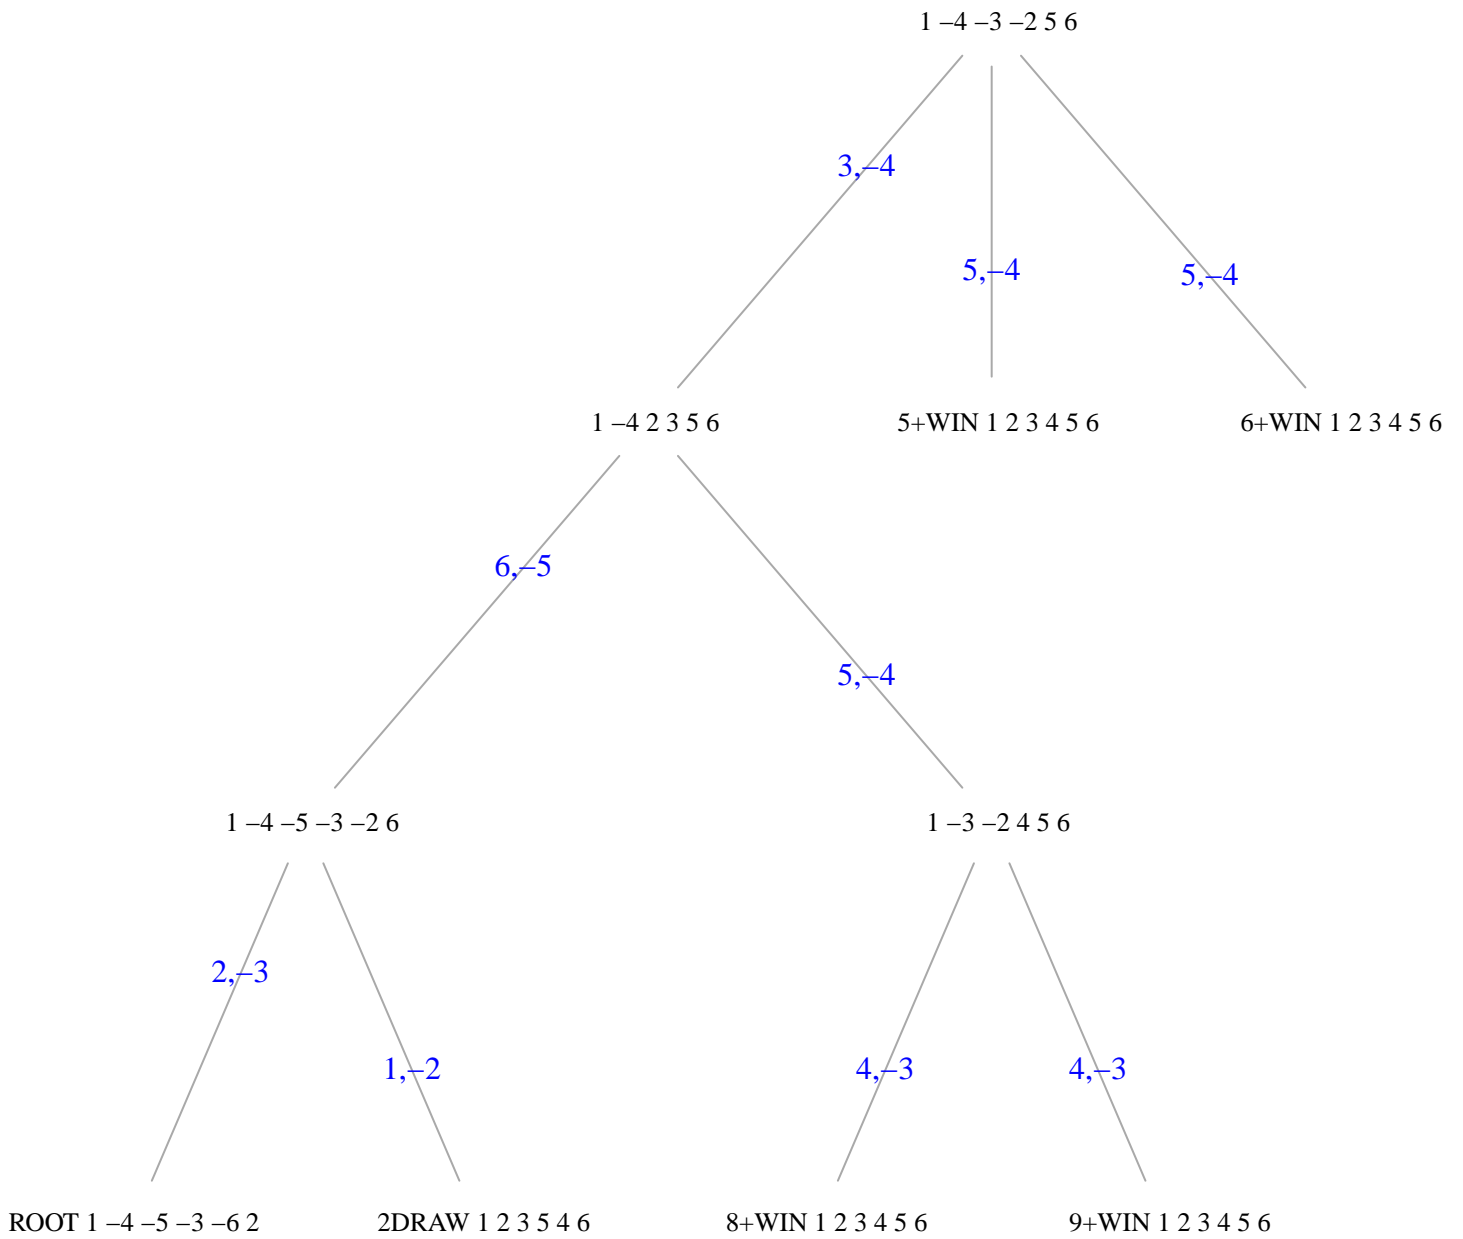 1 –4 –3 –2 5 6
3,–4
5,–4
5,–4
1 –4 2 3 5 6
5+WIN 1 2 3 4 5 6
6+WIN 1 2 3 4 5 6
6,–5
5,–4
1 –4 –5 –3 –2 6
1 –3 –2 4 5 6
2,–3
1,–2
4,–3
4,–3
ROOT 1 –4 –5 –3 –6 2
2DRAW 1 2 3 5 4 6
8+WIN 1 2 3 4 5 6
9+WIN 1 2 3 4 5 6